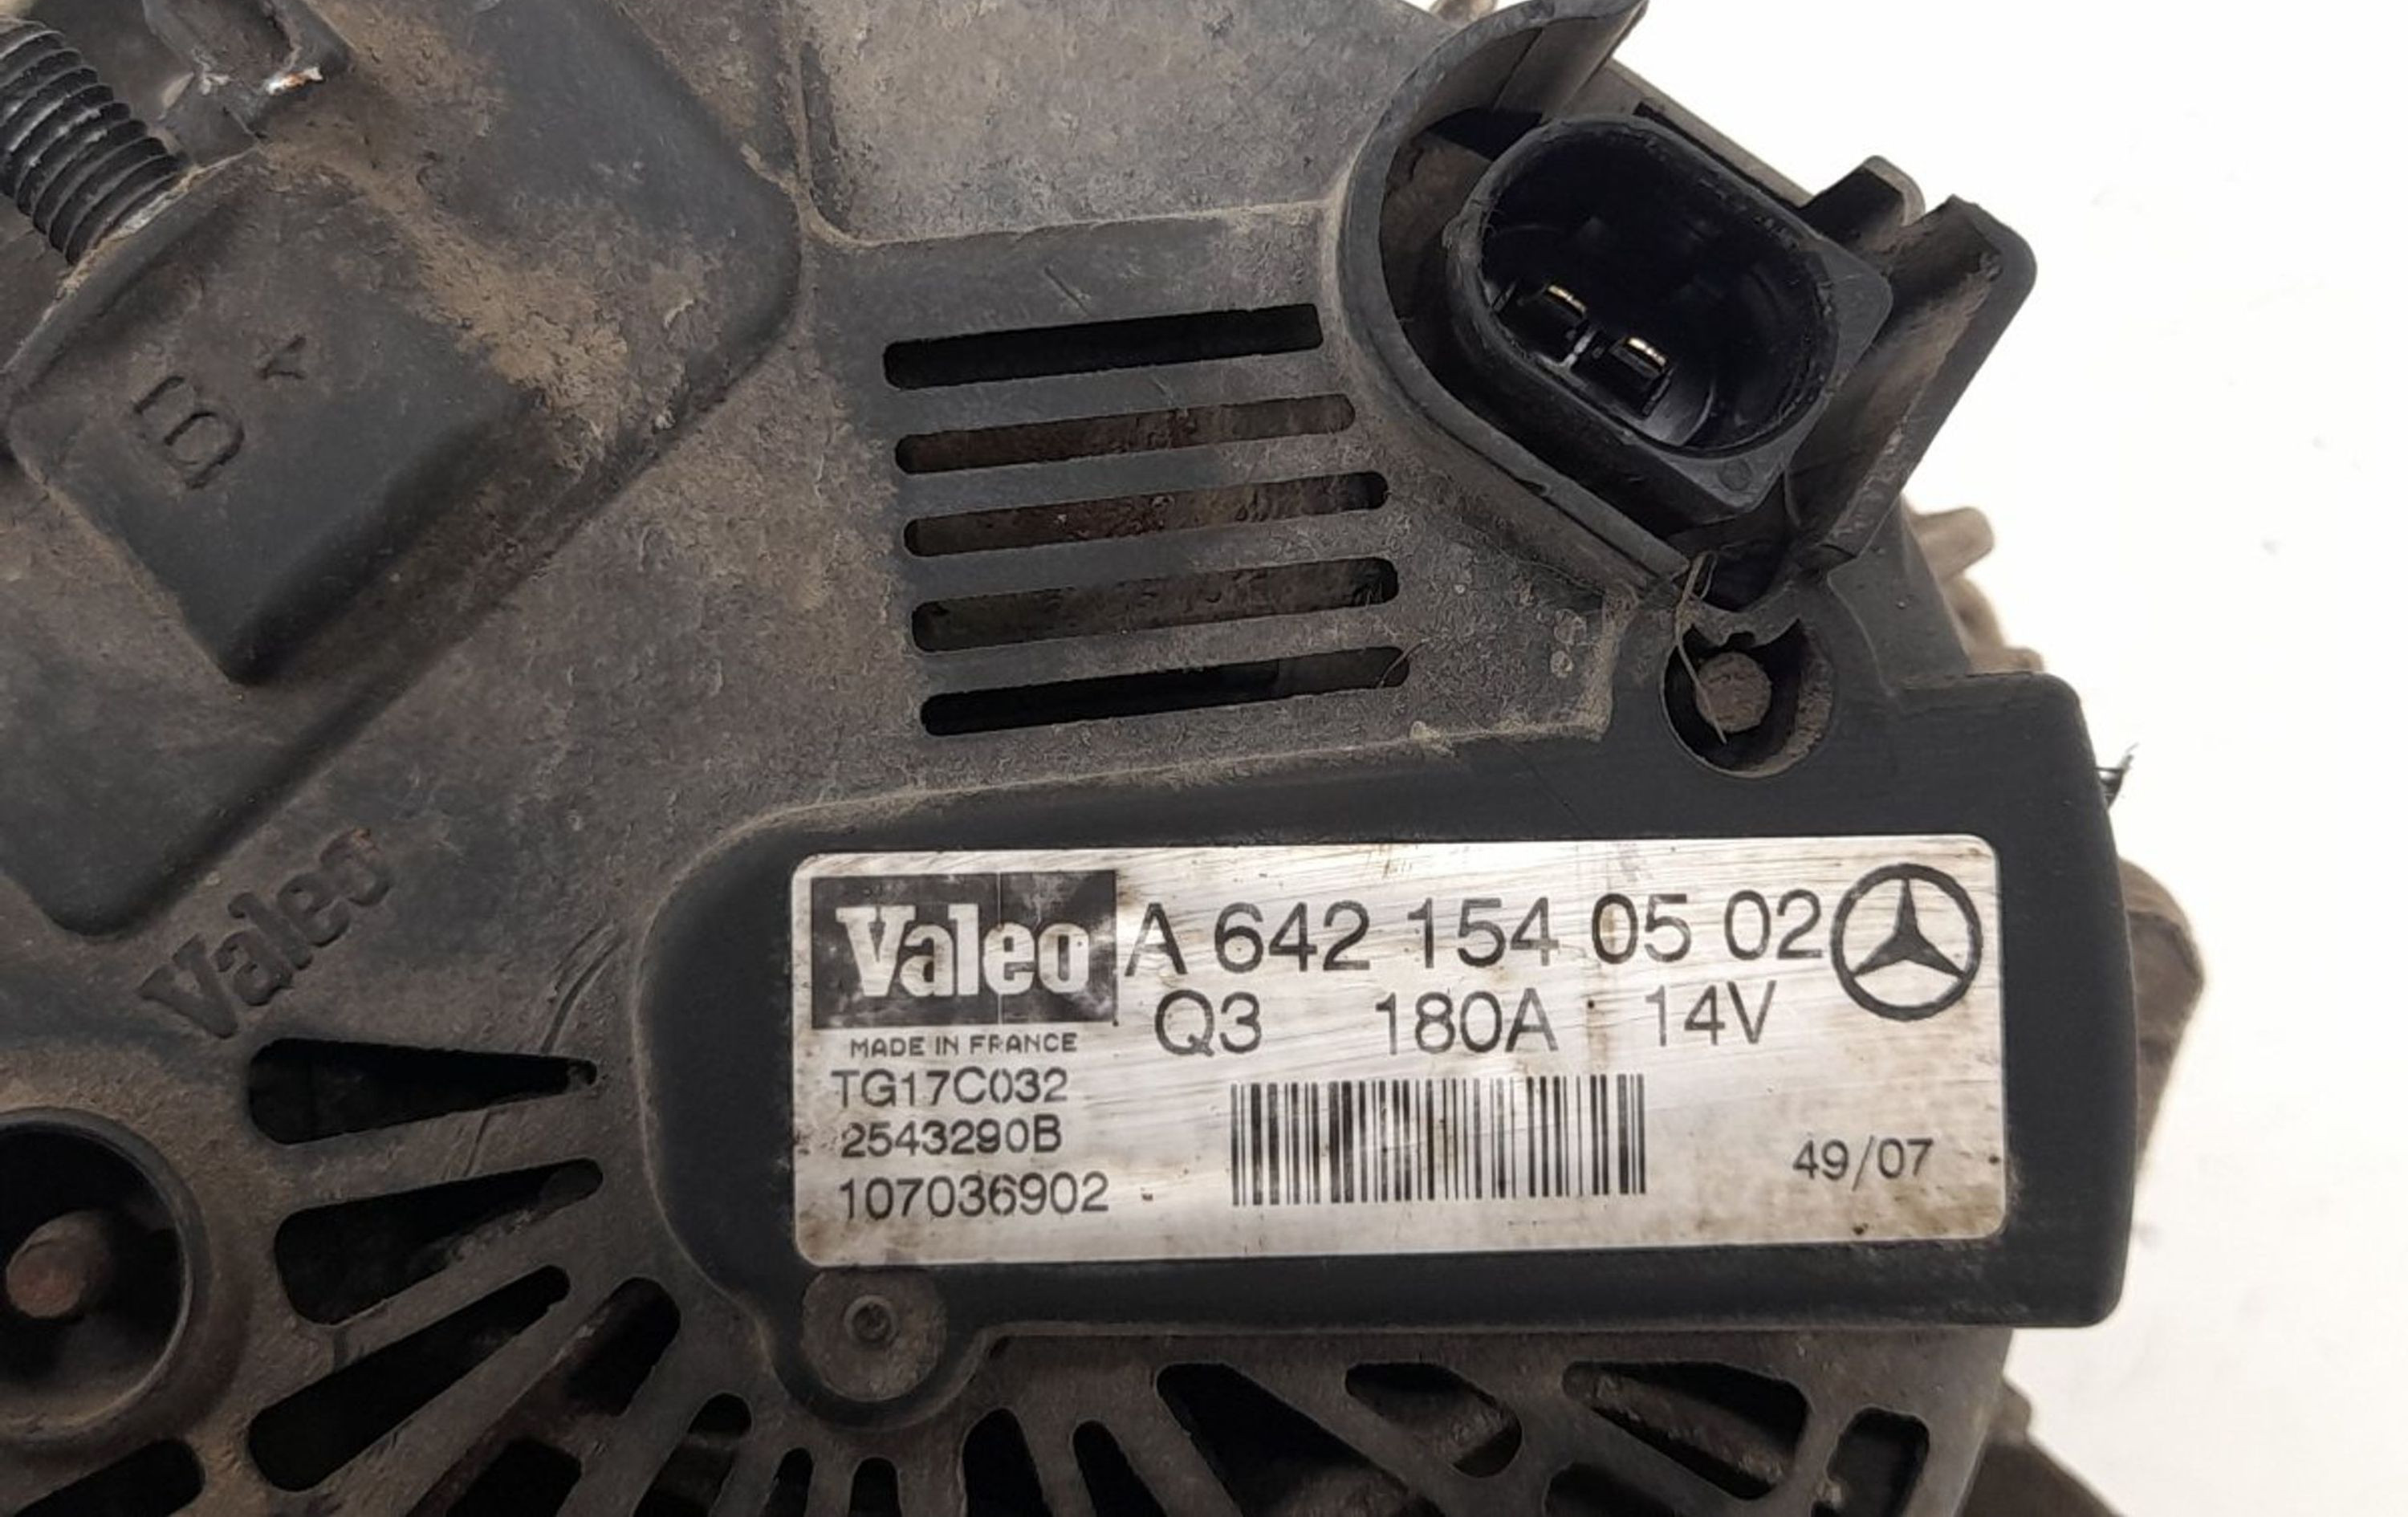 B+
Valeo
Valeo A 642 154 05 02
Q3 180A 14V
MADE IN FRANCE
TG17C032
2543290B
107036902
49/07